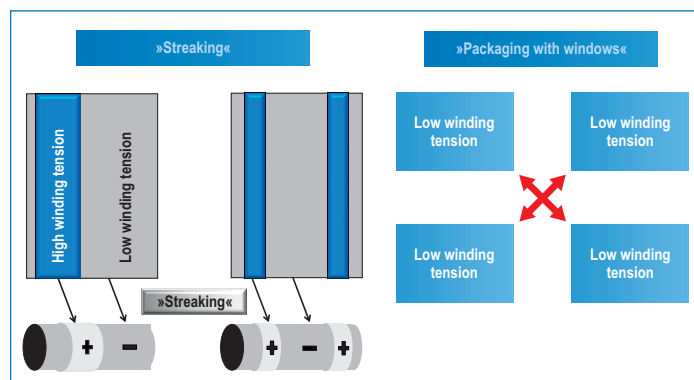 »Streaking«
»Packaging with windows«
High winding tension
Low winding tension
Low winding
tension
Low winding
tension
Low winding
tension
Low winding
tension
»Streaking«
+ –
+ – +